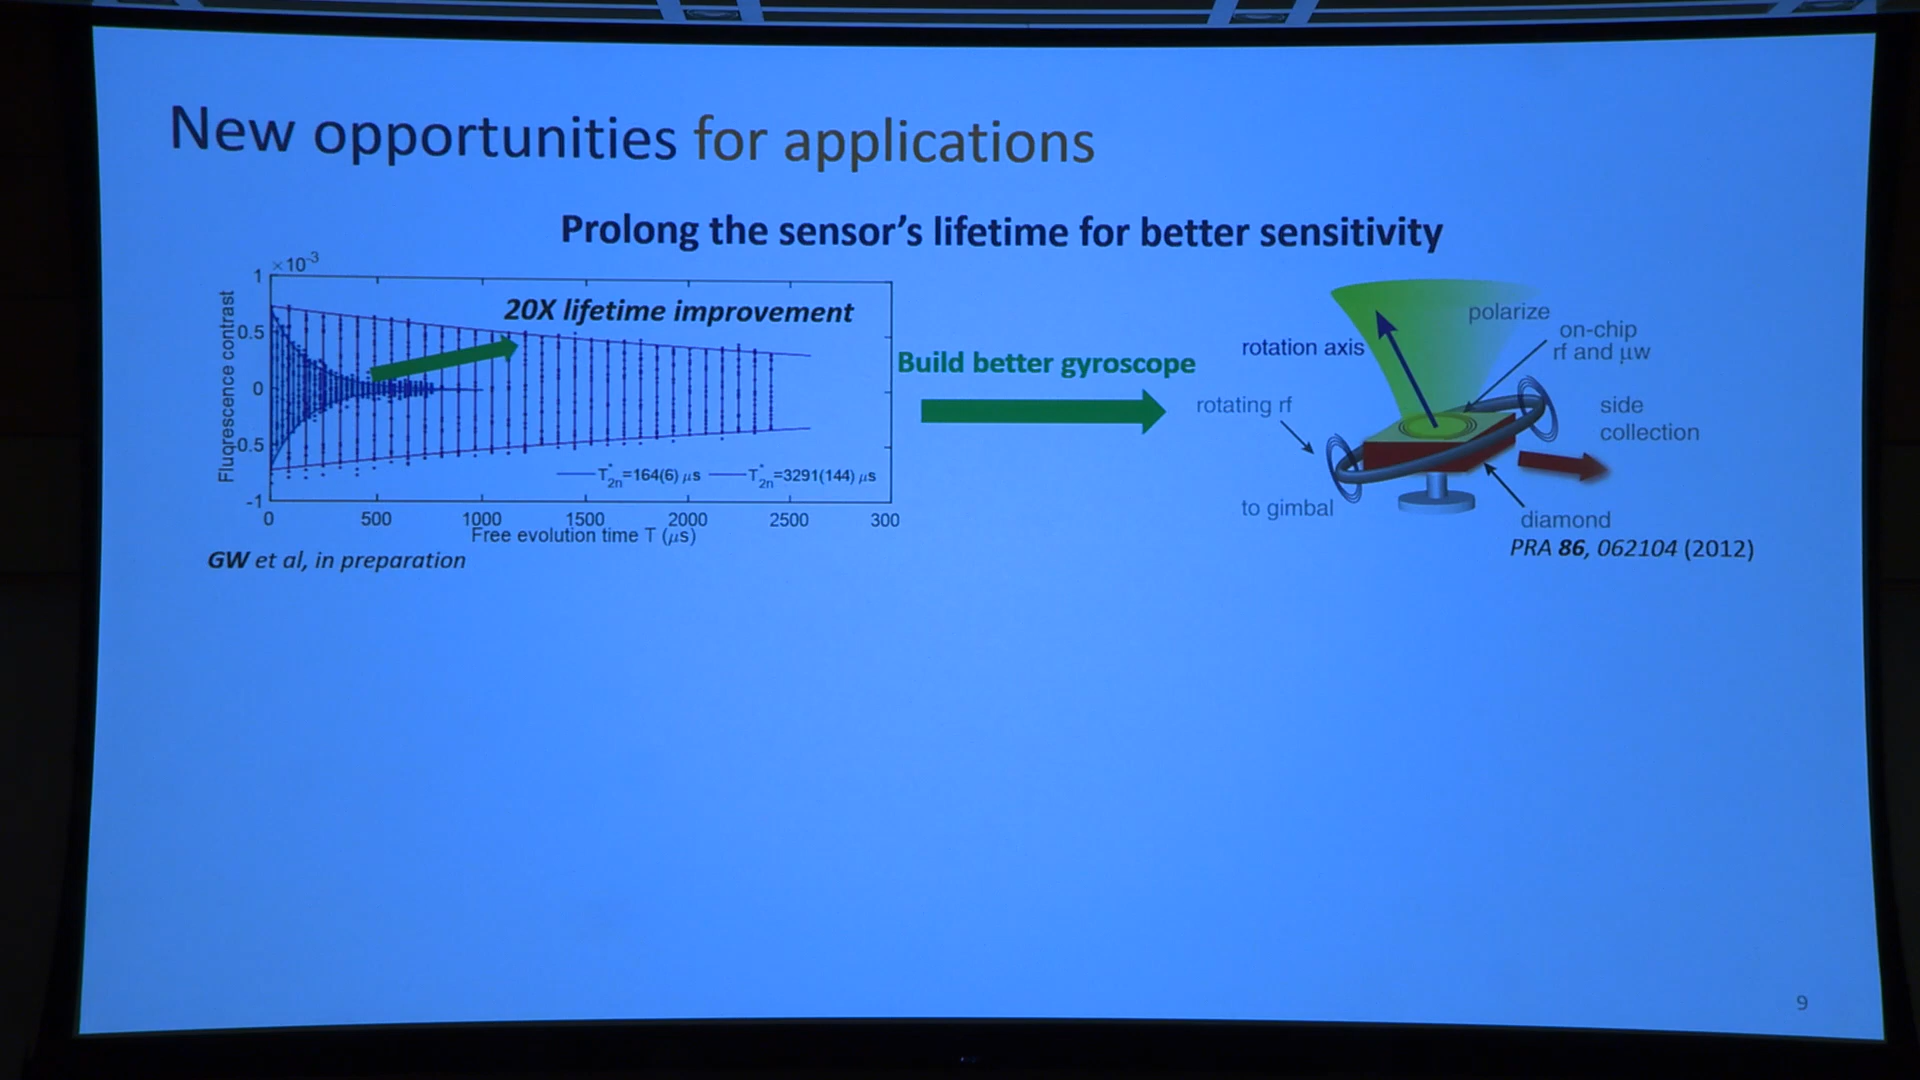 New opportunities for applications
Prolong the sensor's lifetime for better sensitivity
×10-3
1
0.5
0
0.5
-1
Fluorescence contrast
20X lifetime improvement
T*2n=164(6) μs
T*2n=3291(144) μs
0
500
1000
1500
2000
2500
300
Free evolution time T (μs)
GW et al, in preparation
Build better gyroscope
polarize
on-chip
rf and μw
rotation axis
rotating rf
side
collection
to gimbal
diamond
PRA 86, 062104 (2012)
9